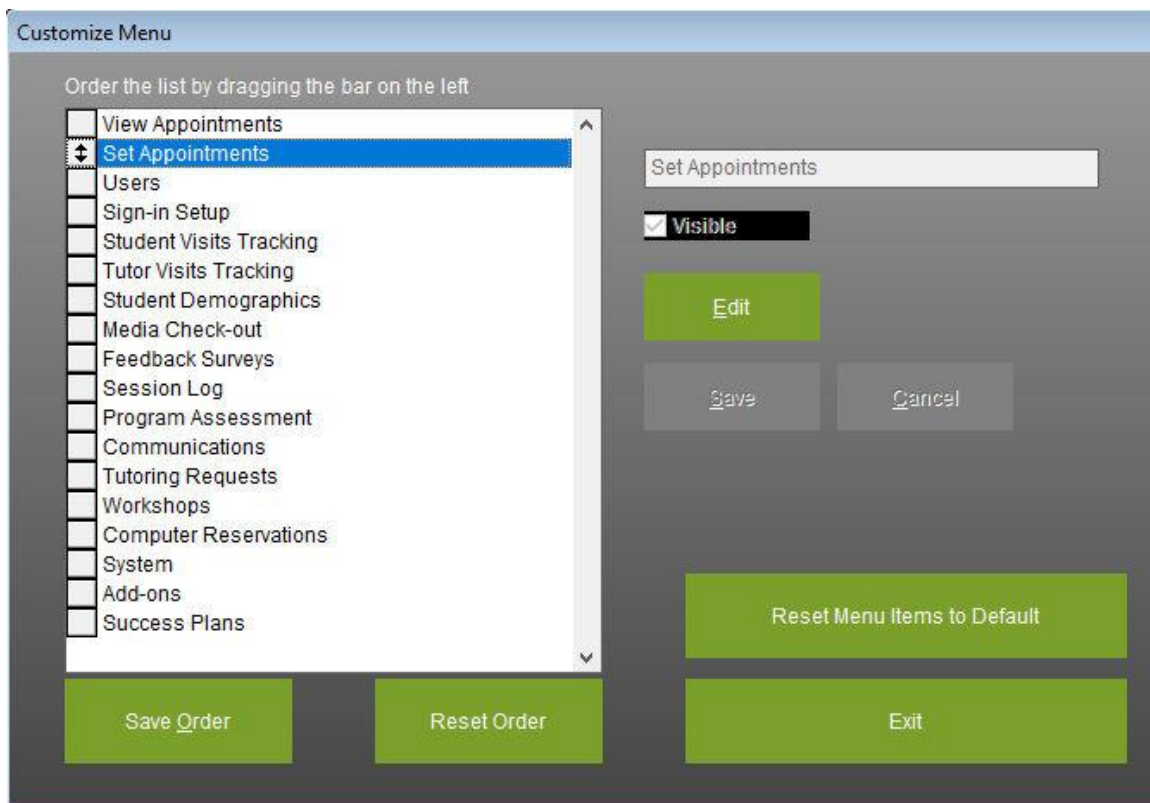 Customize Menu
Order the list by dragging the bar on the left
View Appointments
Set Appointments
Users
Sign-in Setup
Student Visits Tracking
Tutor Visits Tracking
Student Demographics
Media Check-out
Feedback Surveys
Session Log
Program Assessment
Communications
Tutoring Requests
Workshops
Computer Reservations
System
Add-ons
Success Plans
Save Order
Reset Order
Set Appointments
Visible
Edit
Save Cancel
Reset Menu Items to Default
Exit